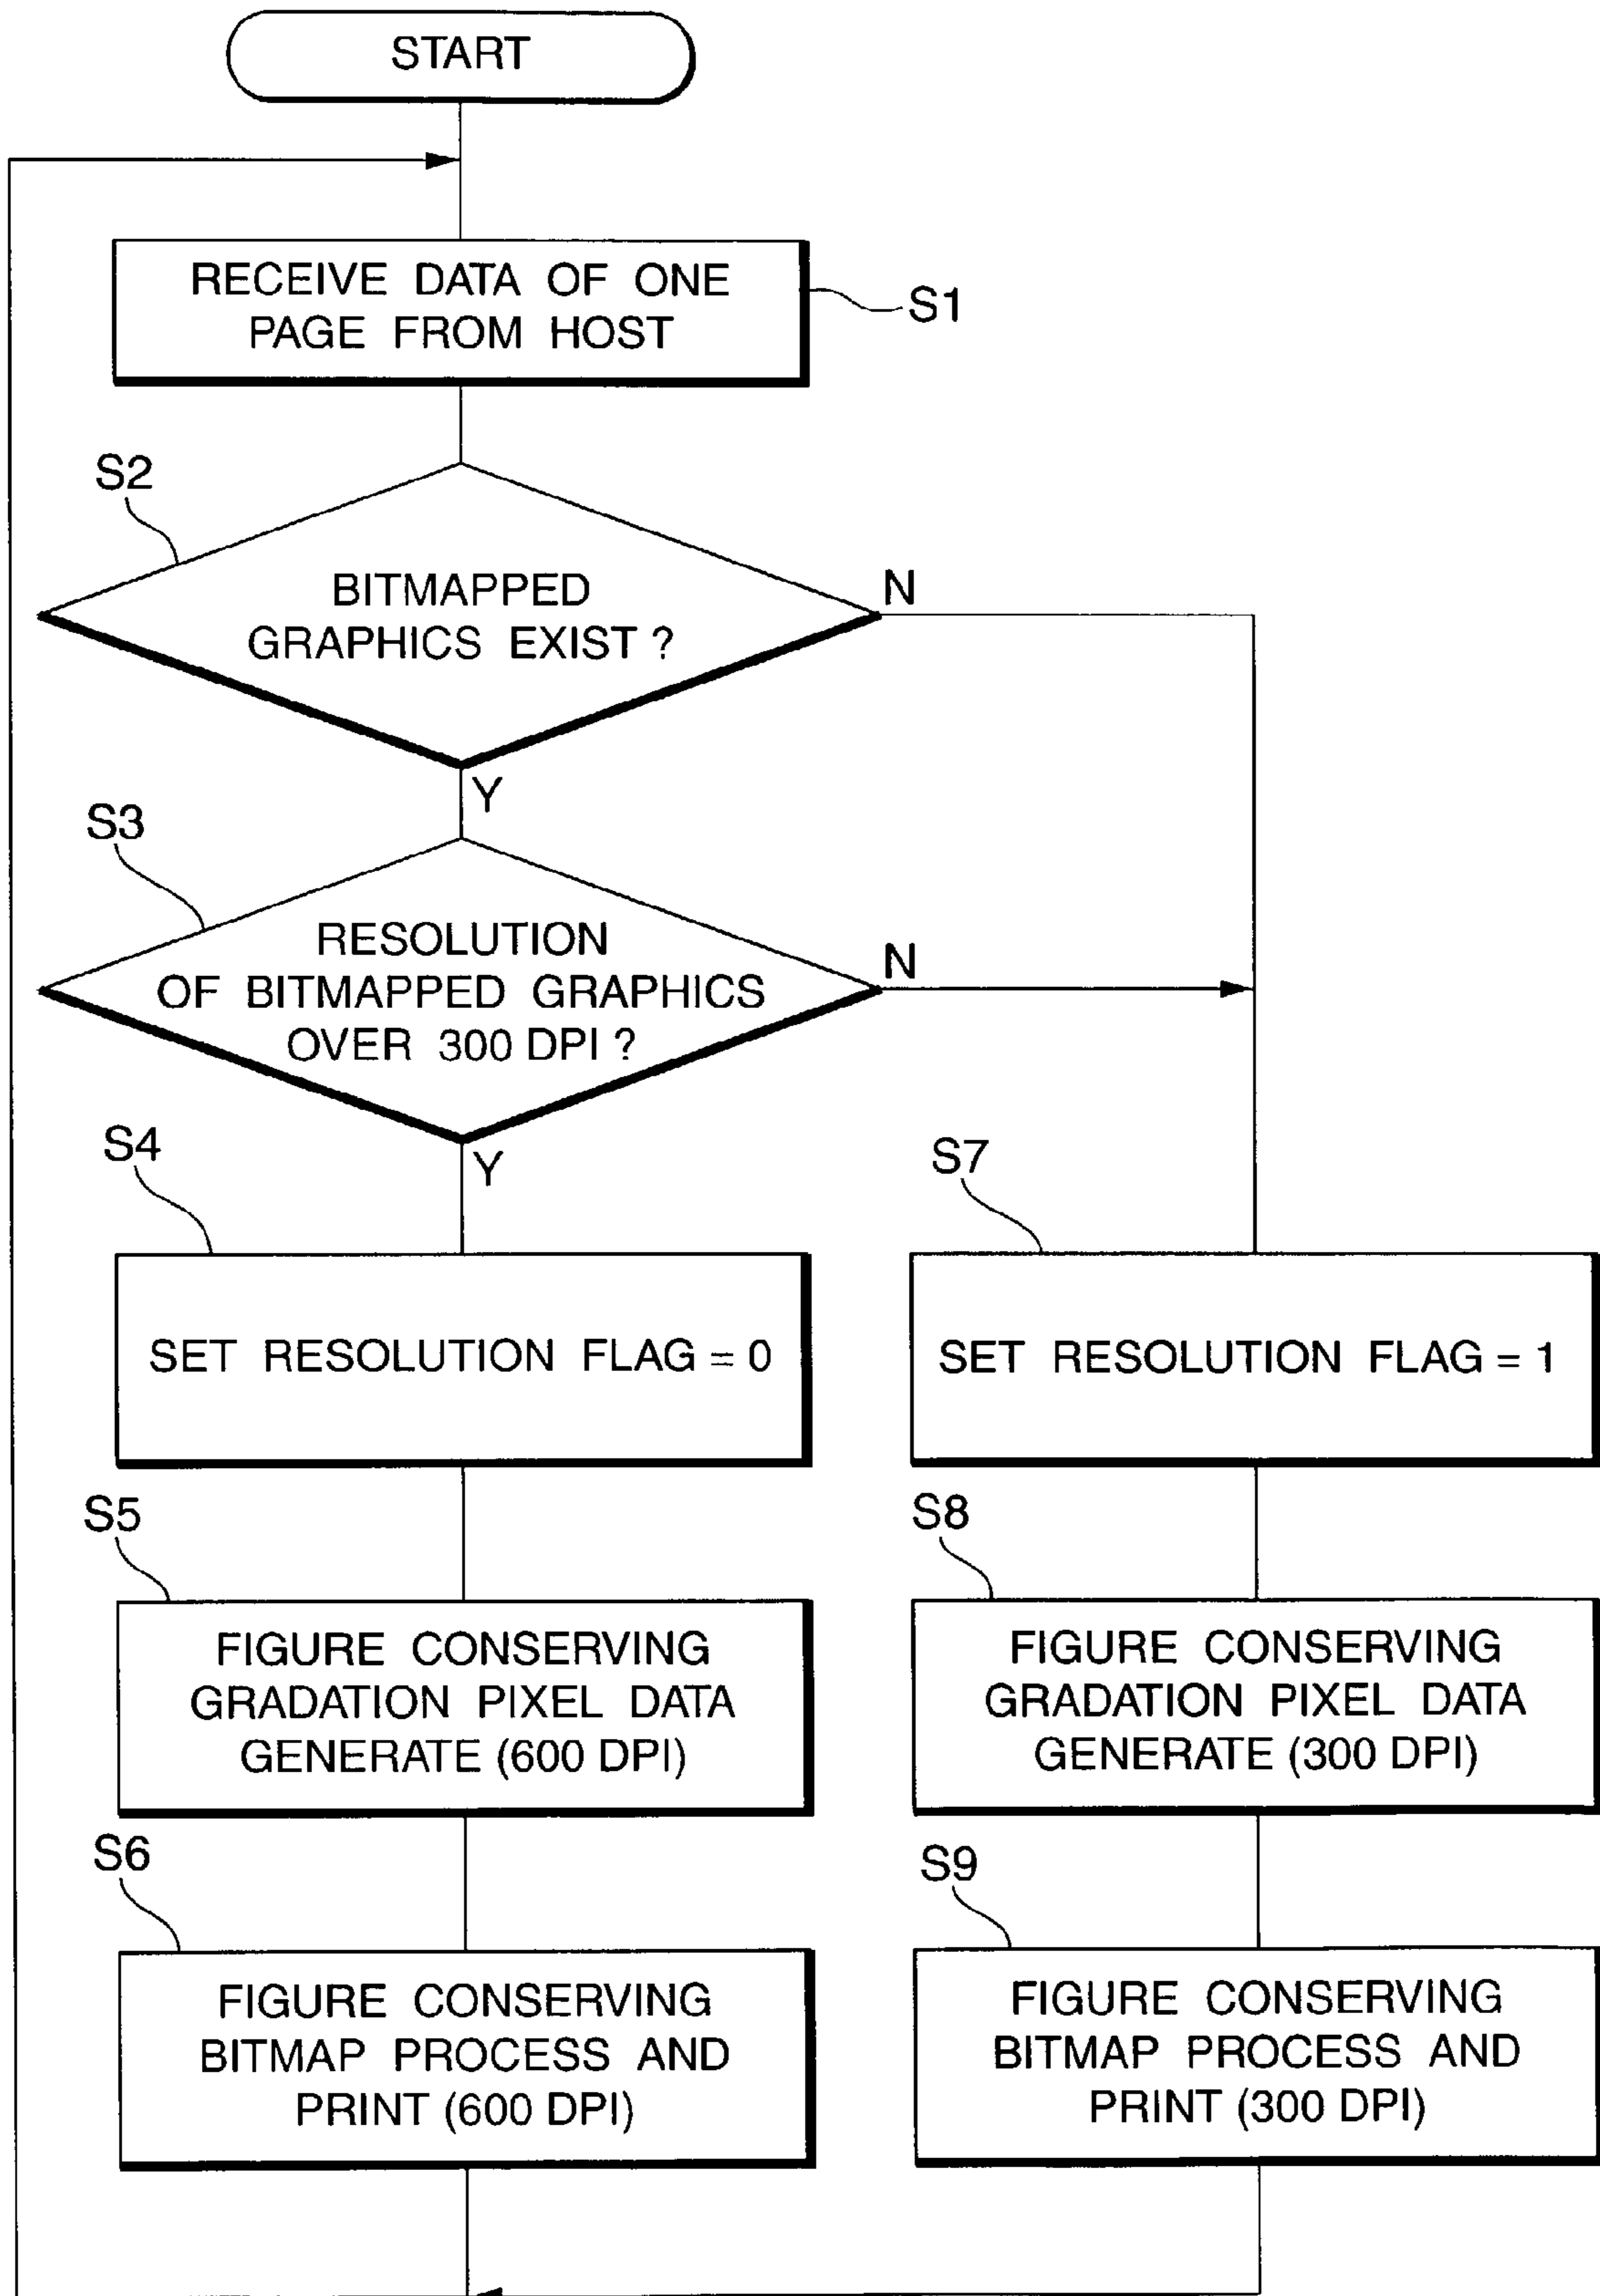 START
RECEIVE DATA OF ONE
PAGE FROM HOST
S1
S2
BITMAPPED
GRAPHICS EXIST ?
N
Y
S3
RESOLUTION
OF BITMAPPED GRAPHICS
OVER 300 DPI ?
N
Y
S4
SET RESOLUTION FLAG = 0
S7
SET RESOLUTION FLAG = 1
S5
FIGURE CONSERVING
GRADATION PIXEL DATA
GENERATE (600 DPI)
S8
FIGURE CONSERVING
GRADATION PIXEL DATA
GENERATE (300 DPI)
S6
FIGURE CONSERVING
BITMAP PROCESS AND
PRINT (600 DPI)
S9
FIGURE CONSERVING
BITMAP PROCESS AND
PRINT (300 DPI)